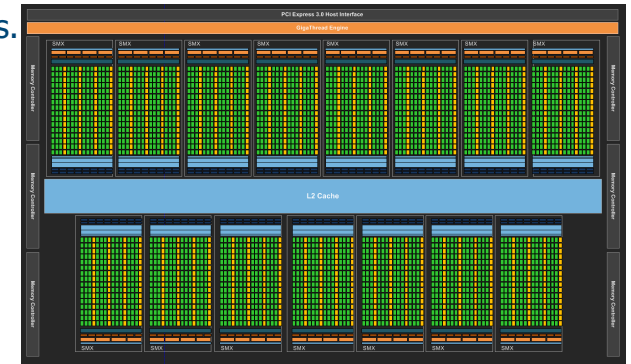 s.
PCI Express 3.0 Host Interface
GigaThread Engine
SMX SMX SMX SMX SMX SMX SMX SMX
Memory Controller
Memory Controller
Memory Controller
Memory Controller
Memory Controller
Memory Controller
L2 Cache
SMX SMX SMX SMX SMX SMX SMX